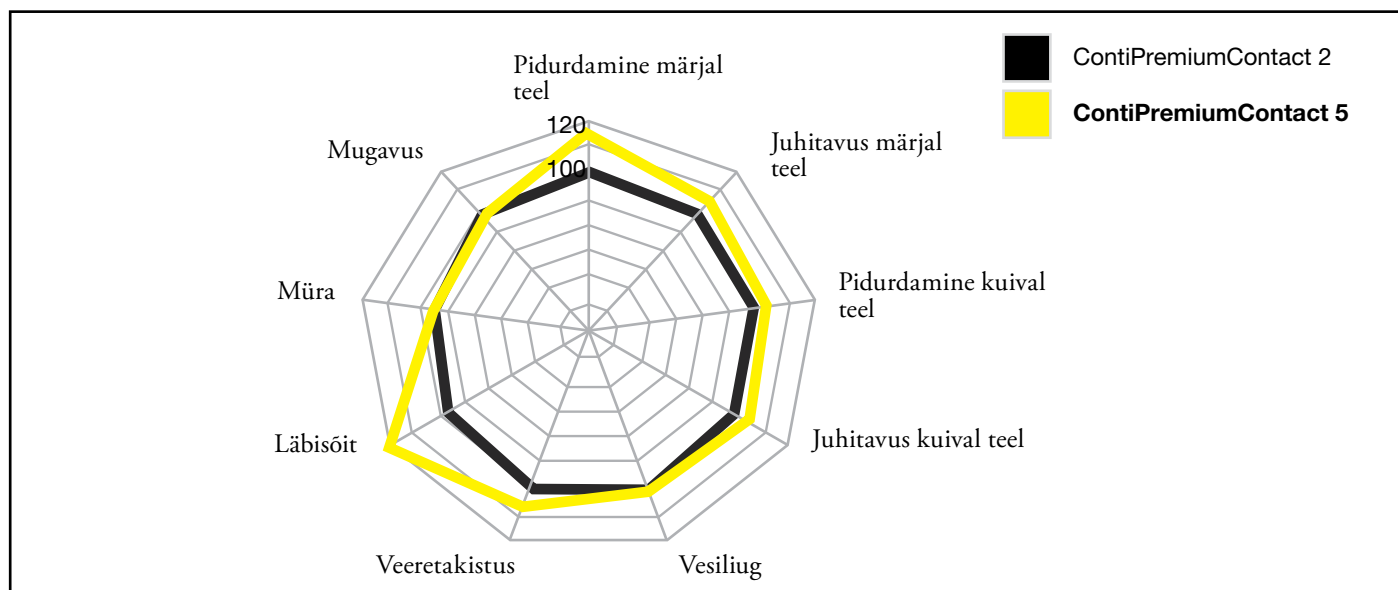 Pidurdamine märjal
teel
ContiPremiumContact 2
ContiPremiumContact 5
120
100
Mugavus
Juhitavus märjal
teel
Müra
Pidurdamine kuival
teel
Läbisõit
Juhitavus kuival teel
Veeretakistus
Vesiliug